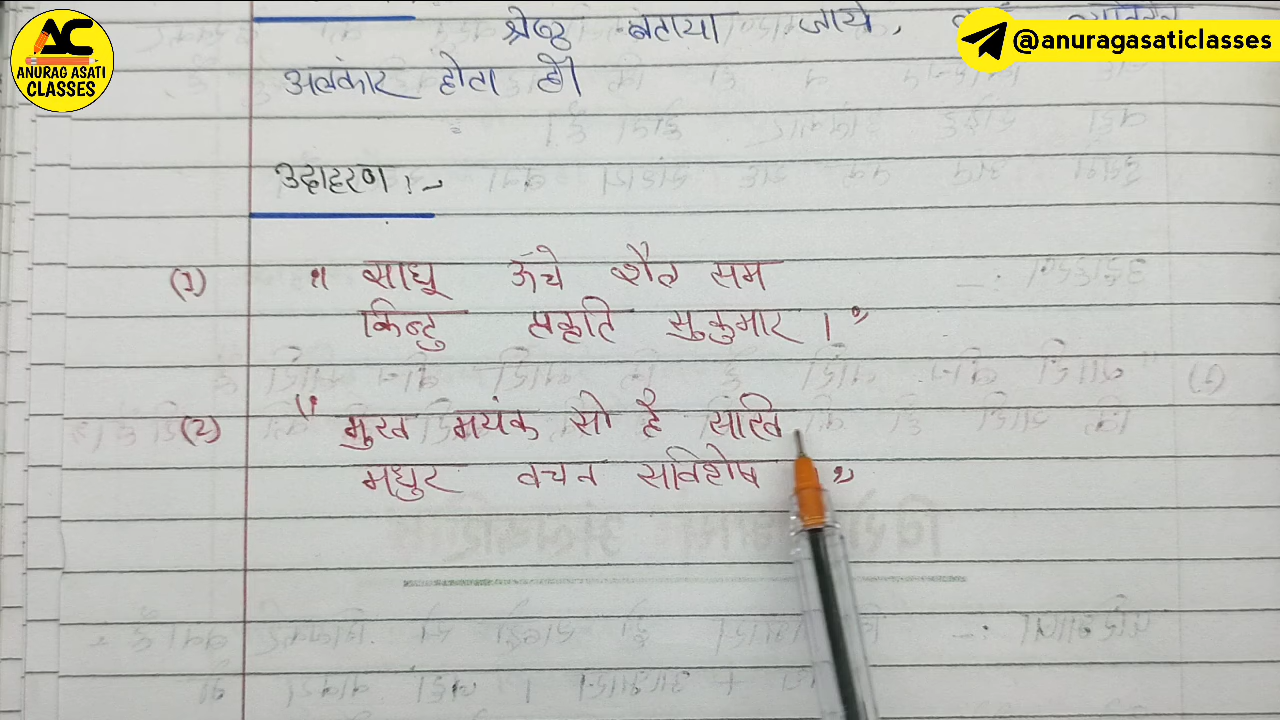 AC
ANURAG ASATI
CLASSES
@anuragasaticlasses
श्रेष्ठ बताया जाये,
अलंकार होता है।
उदाहरण :-
(1) " साधू ऊँचे शैल सम
किन्तु प्रकृति सुकुमार । "
(2) " मुख मयंक सो है सखि
मधुर वचन सविशेष "